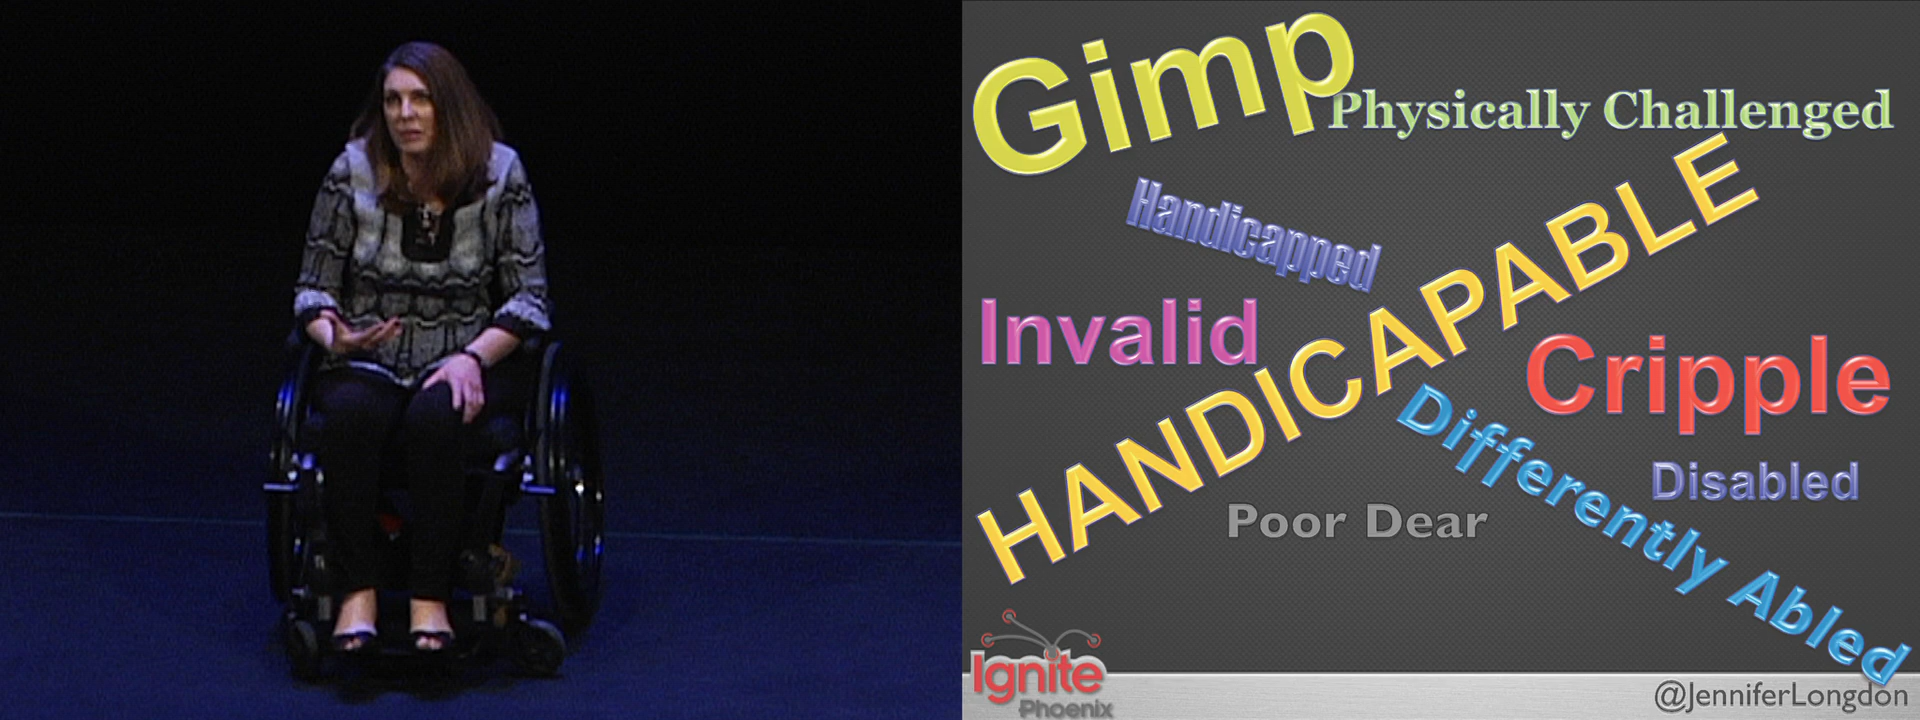 Gimp
Physically Challenged
Handicapped
HANDICAPABLE
Invalid
Cripple
Differently Abled
Disabled
Poor Dear
Ignite
Phoenix
@JenniferLongdon